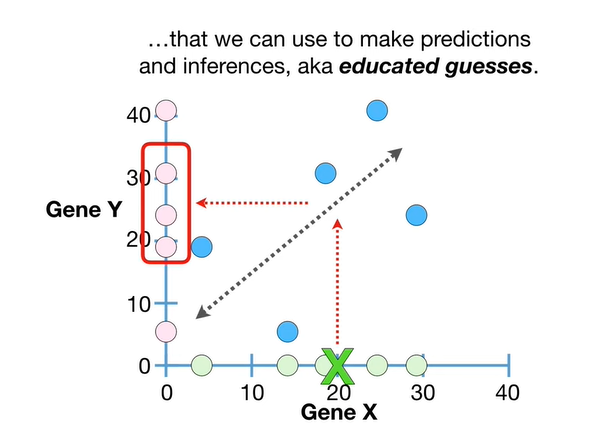 …that we can use to make predictions
and inferences, aka educated guesses.
40
30
Gene Y
20
10
0
0 10 20 30 40
Gene X